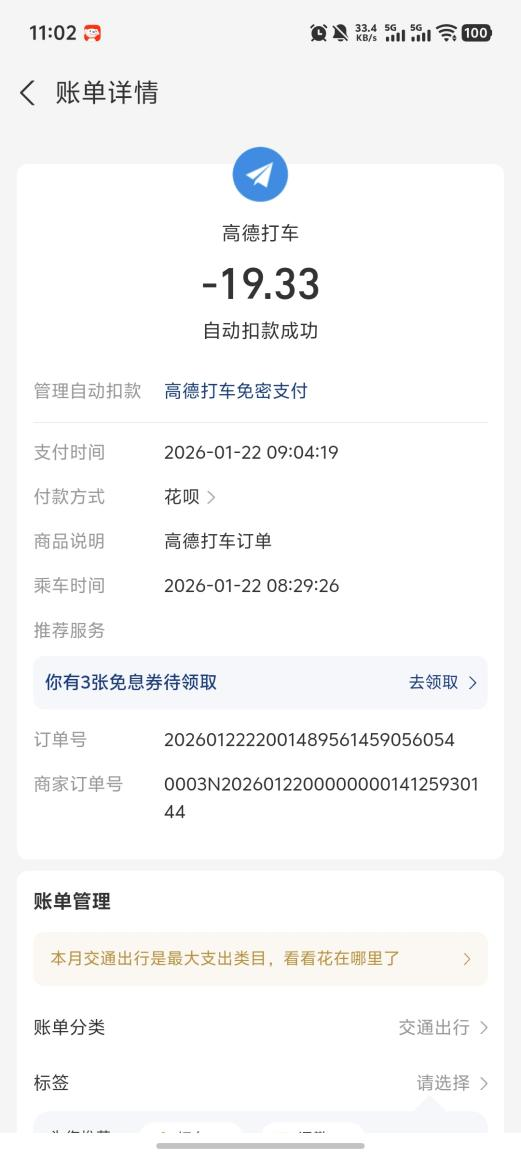 11:02
33.4 KB/s 5G 5G 100
账单详情
高德打车
-19.33
自动扣款成功
管理自动扣款 高德打车免密支付
支付时间 2026-01-22 09:04:19
付款方式 花呗
商品说明 高德打车订单
乘车时间 2026-01-22 08:29:26
推荐服务
你有3张免息券待领取 去领取
订单号 2026012222001489561459056054
商家订单号 0003N2026012200000000141259301
44
账单管理
本月交通出行是最大支出类目，看看花在哪里了
账单分类 交通出行
标签 请选择